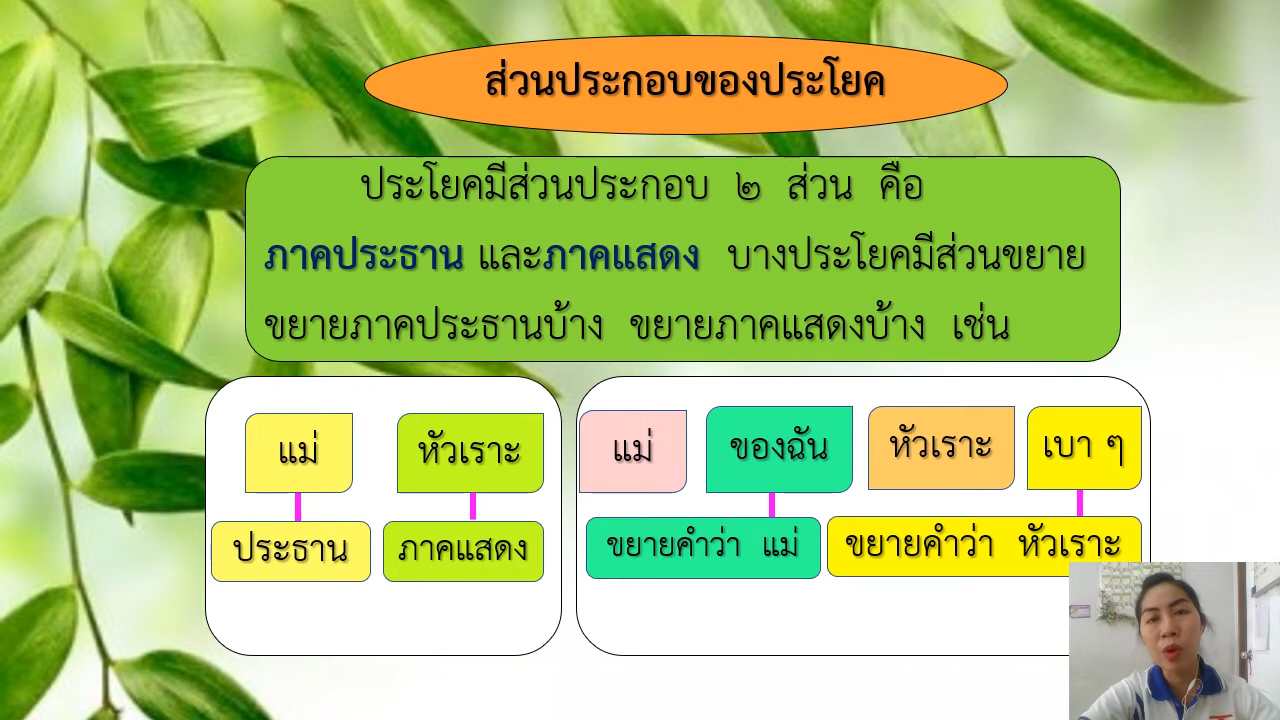 ส่วนประกอบของประโยค
ประโยคมีส่วนประกอบ ๒ ส่วน คือ
ภาคประธาน และภาคแสดง บางประโยคมีส่วนขยาย
ขยายภาคประธานบ้าง ขยายภาคแสดงบ้าง เช่น
แม่ หัวเราะ
ประธาน ภาคแสดง
แม่ ของฉัน หัวเราะ เบา ๆ
ขยายคำว่า แม่ ขยายคำว่า หัวเราะ